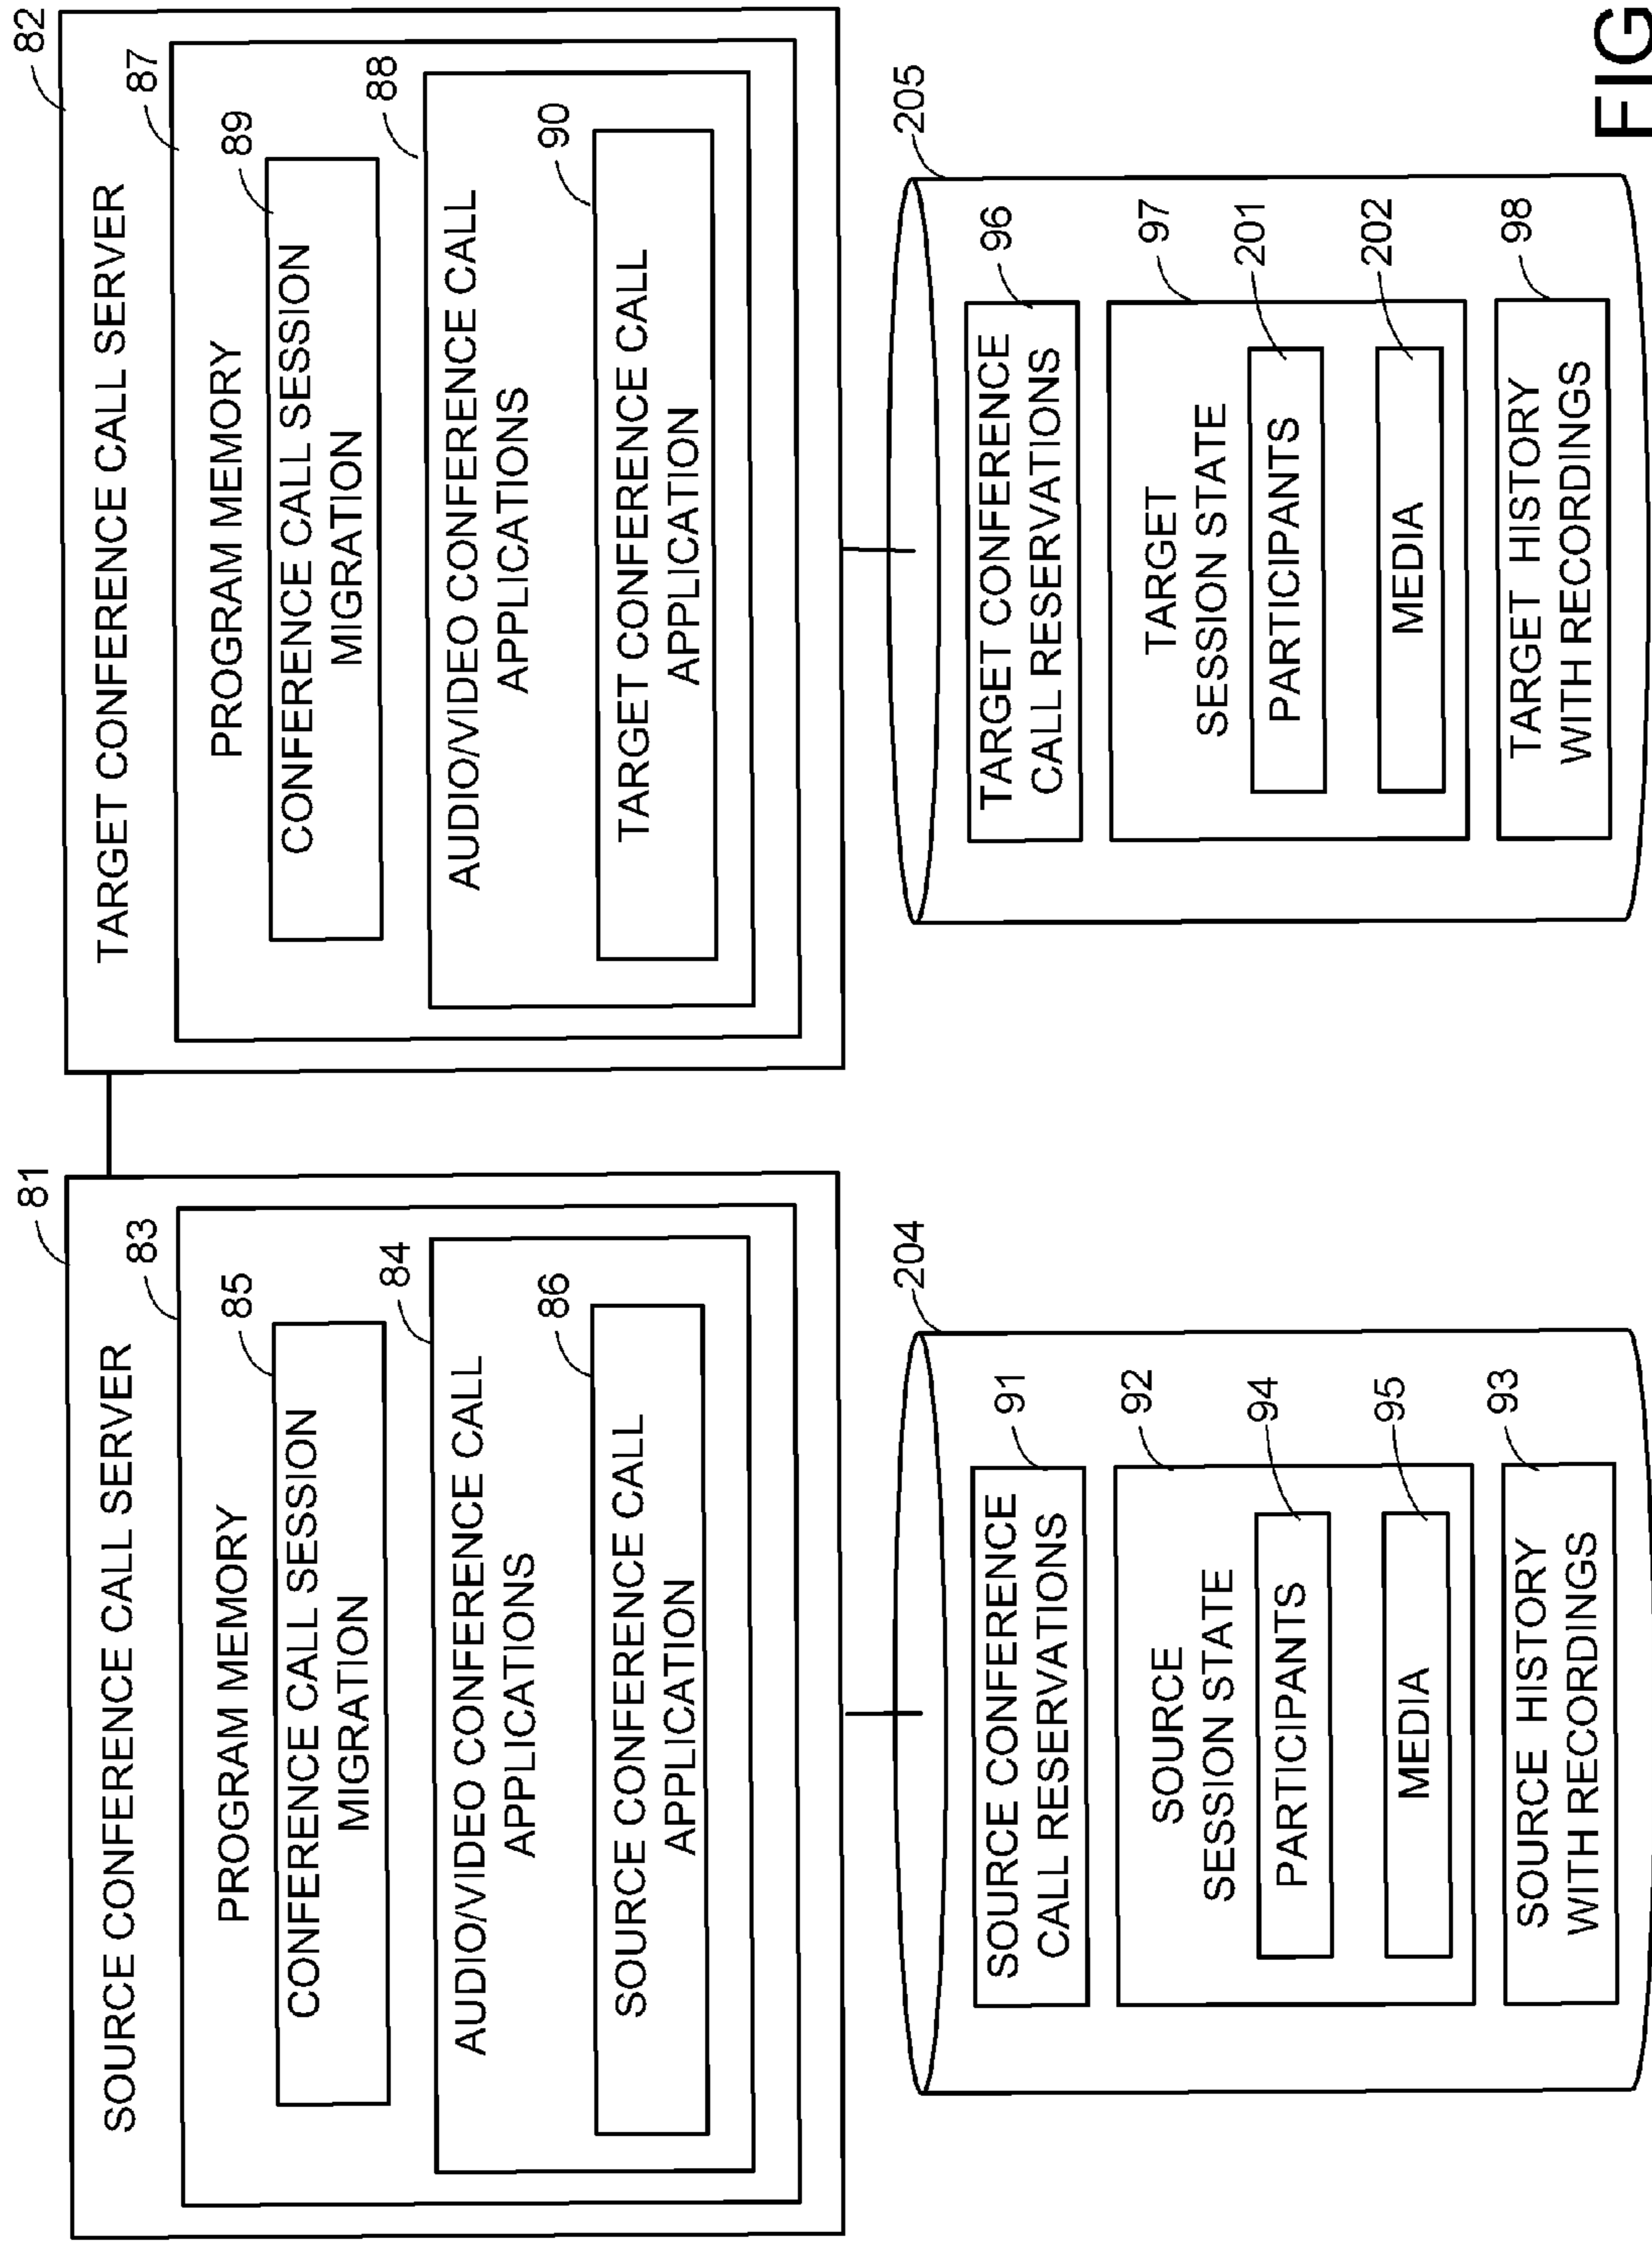 SOURCE CONFERENCE CALL SERVER
81
PROGRAM MEMORY
83
CONFERENCE CALL SESSION
MIGRATION
85
AUDIO/VIDEO CONFERENCE CALL
APPLICATIONS
84
SOURCE CONFERENCE CALL
APPLICATION
86
204
SOURCE CONFERENCE
CALL RESERVATIONS
91
SOURCE
SESSION STATE
92
PARTICIPANTS
94
MEDIA
95
SOURCE HISTORY
WITH RECORDINGS
93
TARGET CONFERENCE CALL SERVER
82
PROGRAM MEMORY
87
CONFERENCE CALL SESSION
MIGRATION
89
AUDIO/VIDEO CONFERENCE CALL
APPLICATIONS
88
TARGET CONFERENCE CALL
APPLICATION
90
205
TARGET CONFERENCE
CALL RESERVATIONS
96
TARGET
SESSION STATE
97
PARTICIPANTS
201
MEDIA
202
TARGET HISTORY
WITH RECORDINGS
98
FIG